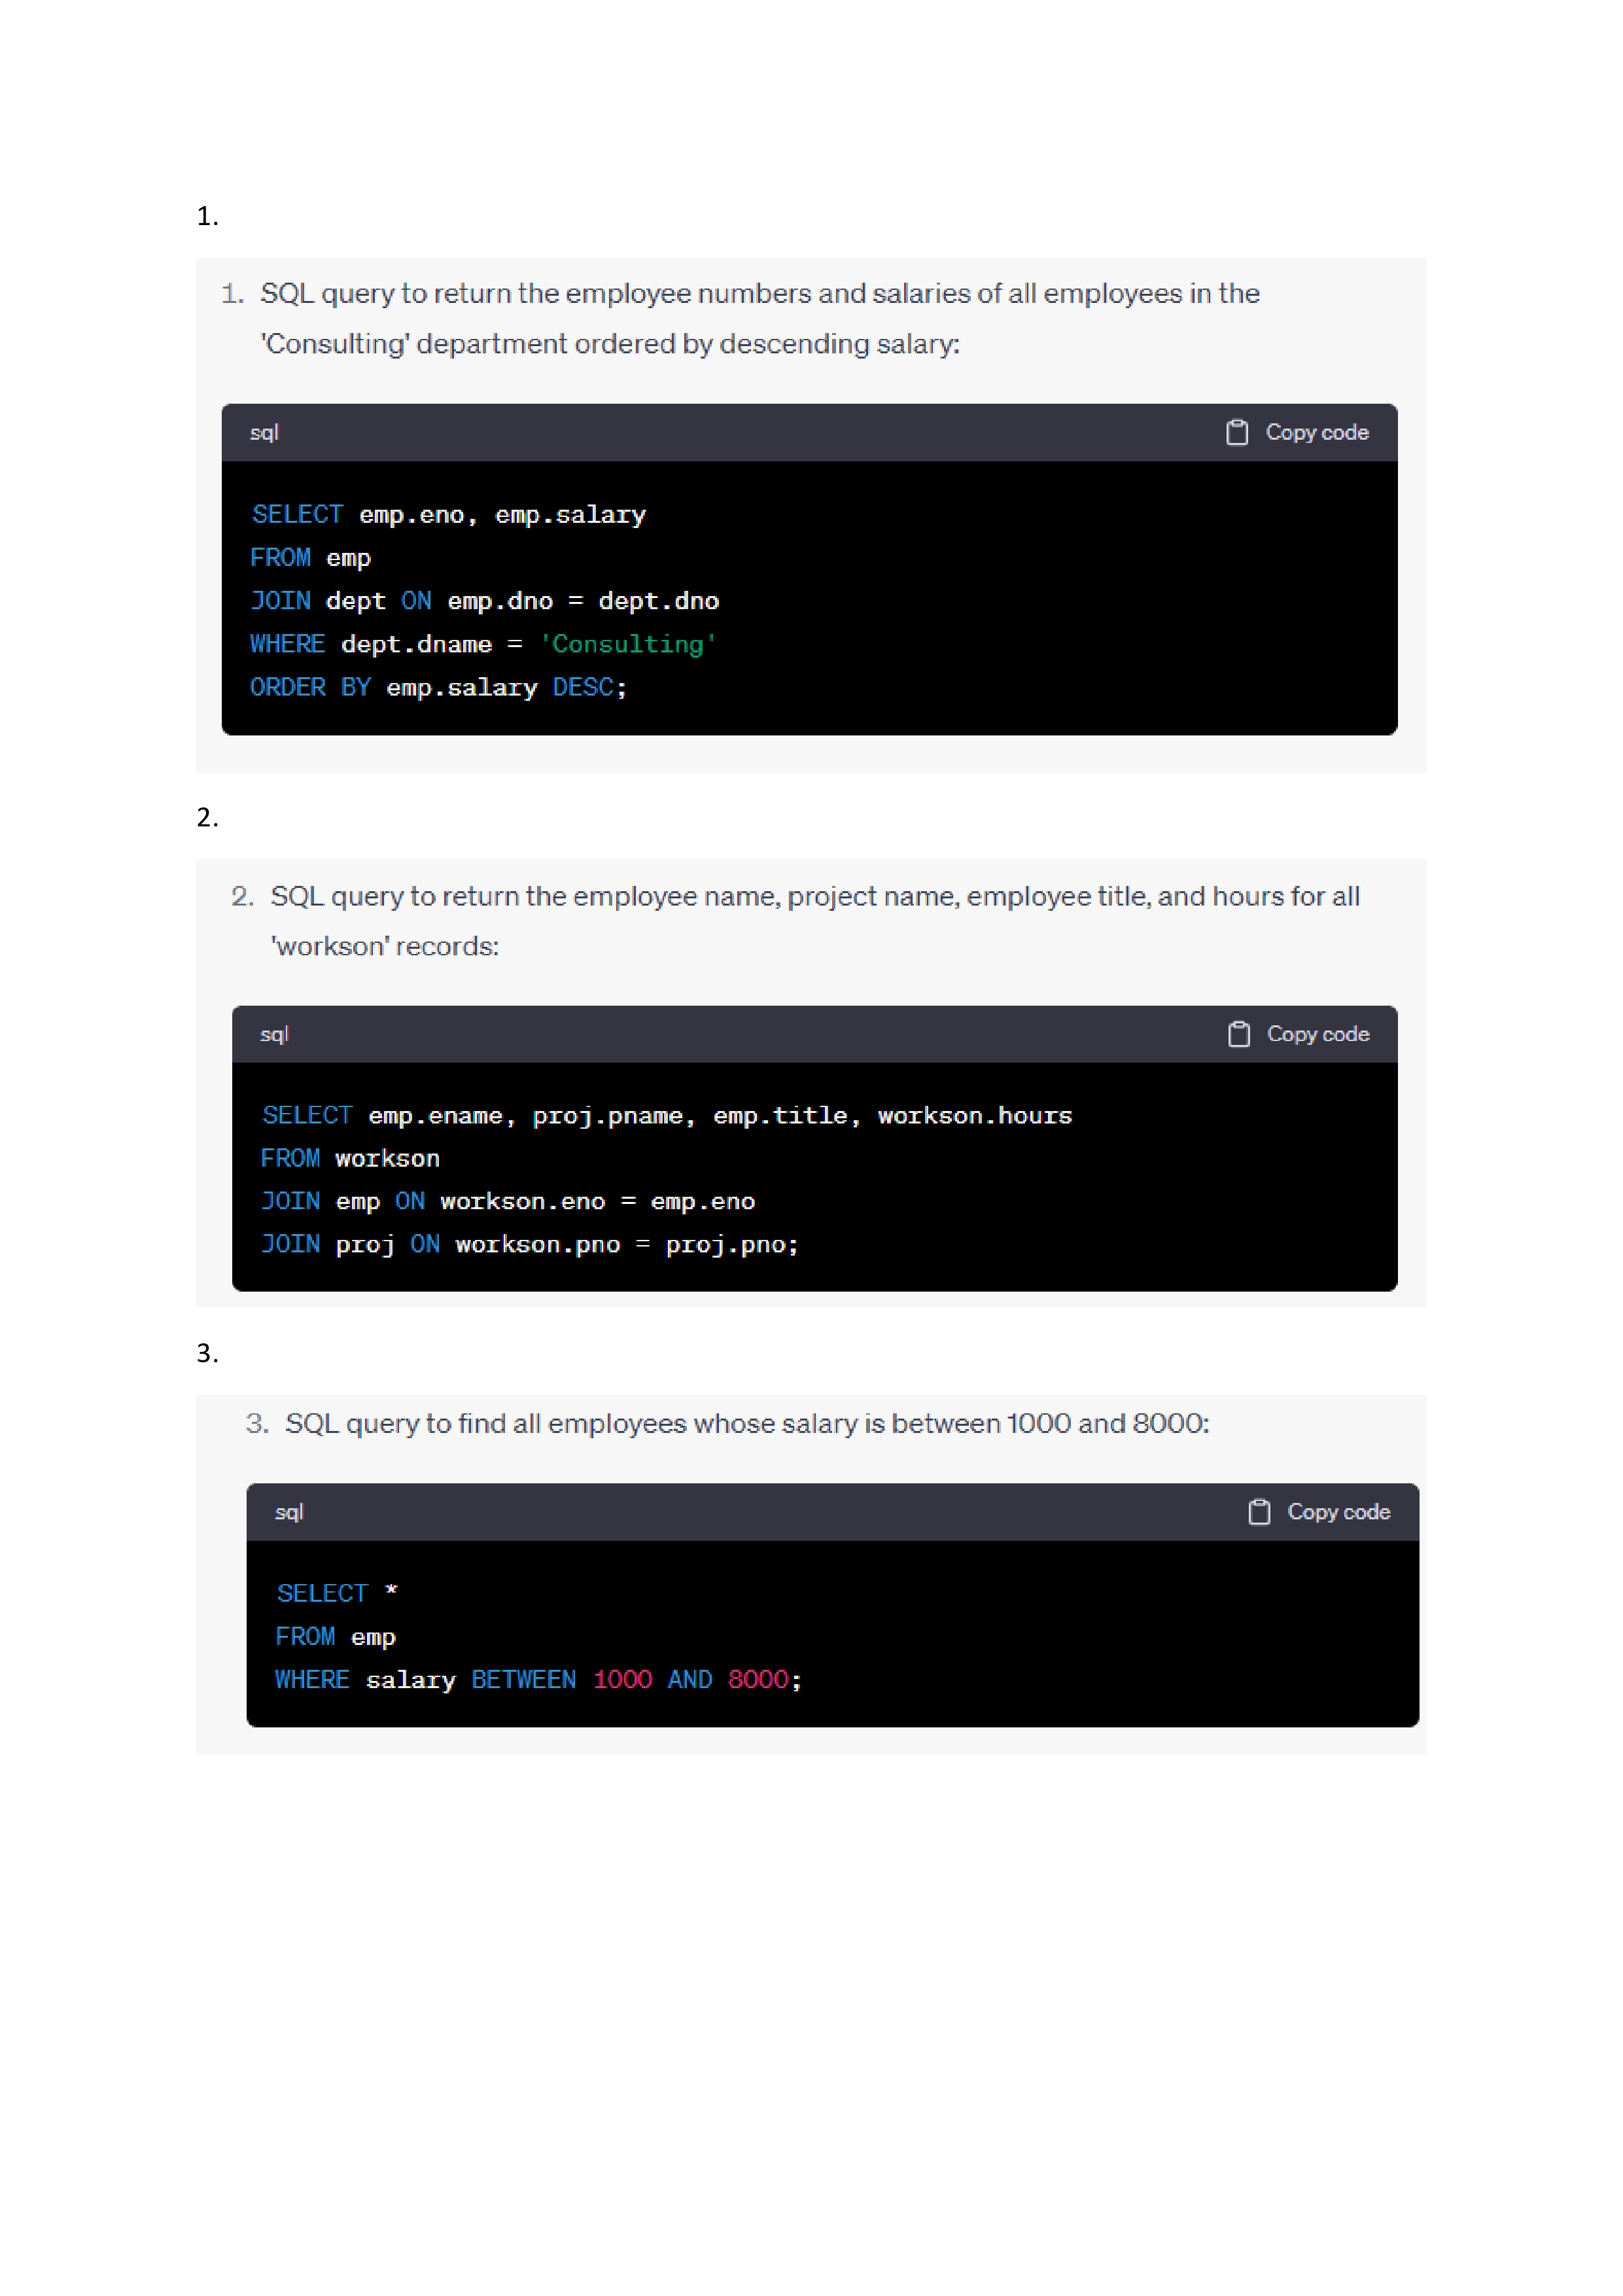 1.
1. SQL query to return the employee numbers and salaries of all employees in the
'Consulting' department ordered by descending salary:
sql Copy code
SELECT emp.eno, emp.salary
FROM emp
JOIN dept ON emp.dno = dept.dno
WHERE dept.dname = 'Consulting'
ORDER BY emp.salary DESC;
2.
2. SQL query to return the employee name, project name, employee title, and hours for all
'workson' records:
sql Copy code
SELECT emp.ename, proj.pname, emp.title, workson.hours
FROM workson
JOIN emp ON workson.eno = emp.eno
JOIN proj ON workson.pno = proj.pno;
3.
3. SQL query to find all employees whose salary is between 1000 and 8000:
sql Copy code
SELECT *
FROM emp
WHERE salary BETWEEN 1000 AND 8000;